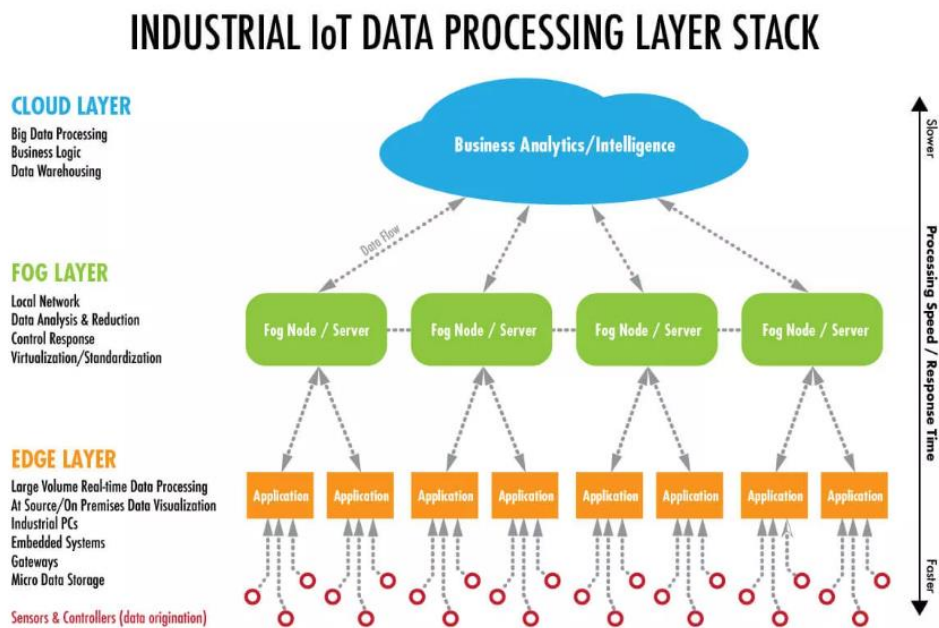 INDUSTRIAL IoT DATA PROCESSING LAYER STACK
CLOUD LAYER
Big Data Processing
Business Logic
Data Warehousing
Business Analytics/Intelligence
Slower
Data Flow
FOG LAYER
Local Network
Data Analysis & Reduction
Control Response
Virtualization/Standardization
Fog Node / Server
Fog Node / Server
Fog Node / Server
Fog Node / Server
Processing Speed / Response Time
EDGE LAYER
Large Volume Real-time Data Processing
At Source/On Premises Data Visualization
Industrial PCs
Embedded Systems
Gateways
Micro Data Storage
Application
Application
Application
Application
Application
Application
Application
Application
Faster
Sensors & Controllers (data origination)